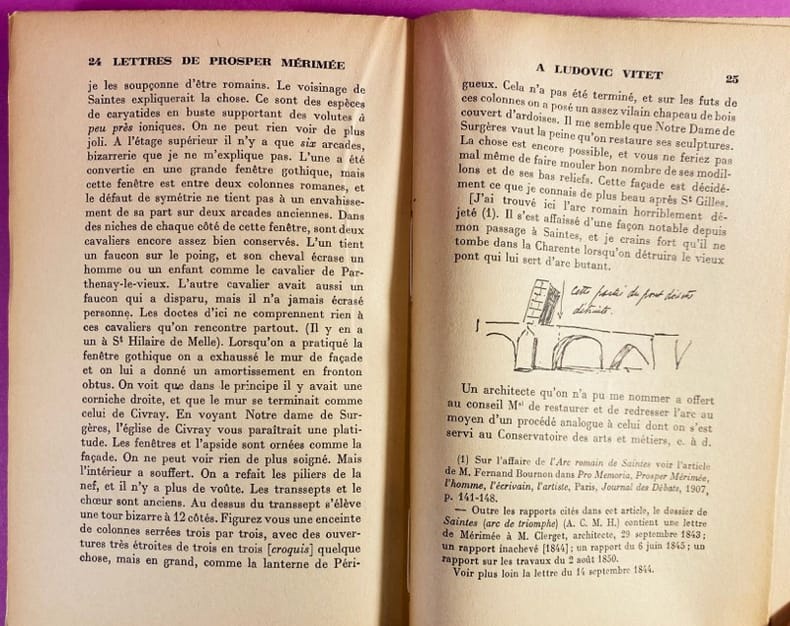 24 LETTRES DE PROSPER MÉRIMÉE
je les soupçonne d'être romains. Le voisinage de
Saintes expliquerait la chose. Ce sont des espèces
de caryatides en buste supportant des volutes à
peu près ioniques. On ne peut rien voir de plus
joli. A l'étage supérieur il n'y a que six arcades,
bizarrerie que je ne m'explique pas. L'une a été
convertie en une grande fenêtre gothique, mais
cette fenêtre est entre deux colonnes romanes, et
le défaut de symétrie ne tient pas à un envahisse-
ment de sa part sur deux arcades anciennes. Dans
des niches de chaque côté de cette fenêtre, sont deux
cavaliers encore assez bien conservés. L'un tient
un faucon sur le poing, et son cheval écrase un
homme ou un enfant comme le cavalier de Par-
thenay-le-vieux. L'autre cavalier avait aussi un
faucon qui a disparu, mais il n'a jamais écrasé
personne. Les doctes d'ici ne comprennent rien à
ces cavaliers qu'on rencontre partout. (Il y en a
un à St Hilaire de Melle). Lorsqu'on a pratiqué la
fenêtre gothique on a exhaussé le mur de façade
et on lui a donné un amortissement en fronton
obtus. On voit que dans le principe il y avait une
corniche droite, et que le mur se terminait comme
celui de Civray. En voyant Notre dame de Sur-
gères, l'église de Civray vous paraîtrait une plati-
tude. Les fenêtres et l'apside sont ornées comme la
façade. On ne peut voir rien de plus soigné. Mais
l'intérieur a souffert. On a refait les piliers de la
nef, et il n'y a plus de voûte. Les transsepts et le
chœur sont anciens. Au dessus du transsept s'élève
une tour bizarre à 12 côtés. Figurez vous une enceinte
de colonnes serrées trois par trois, avec des ouver-
tures très étroites de trois en trois [croquis] quelque
chose, mais en grand, comme la lanterne de Péri-
A LUDOVIC VITET 25
gueux. Cela n'a pas été terminé, et sur les futs de
ces colonnes on a posé un assez vilain chapeau de bois
couvert d'ardoises. Il me semble que Notre Dame de
Surgères vaut la peine qu'on restaure ses sculptures.
La chose est encore possible, et vous ne feriez pas
mal même de faire mouler bon nombre de ses modil-
lons et de ses bas reliefs. Cette façade est décidé-
ment ce que je connais de plus beau après St Gilles.
[J'ai trouvé ici l'arc romain horriblement dé-
jeté (1). Il s'est affaissé d'une façon notable depuis
mon passage à Saintes, et je crains fort qu'il ne
tombe dans la Charente lorsqu'on détruira le vieux
pont qui lui sert d'arc butant.
cette partie du pont doit être
détruite.
Un architecte qu'on n'a pu me nommer a offert
au conseil Mal de restaurer et de redresser l'arc au
moyen d'un procédé analogue à celui dont on s'est
servi au Conservatoire des arts et métiers, c. à d.
(1) Sur l'affaire de l'Arc romain de Saintes voir l'article
de M. Fernand Bournon dans Pro Memoria, Prosper Mérimée,
l'homme, l'écrivain, l'artiste, Paris, Journal des Débats, 1907,
p. 141-148.
— Outre les rapports cités dans cet article, le dossier de
Saintes (arc de triomphe) (A. C. M. H.) contient une lettre
de Mérimée à M. Clerget, architecte, 29 septembre 1843 ;
un rapport inachevé [1844] ; un rapport du 6 juin 1845 ; un
rapport sur les travaux du 2 août 1850.
Voir plus loin la lettre du 14 septembre 1844.